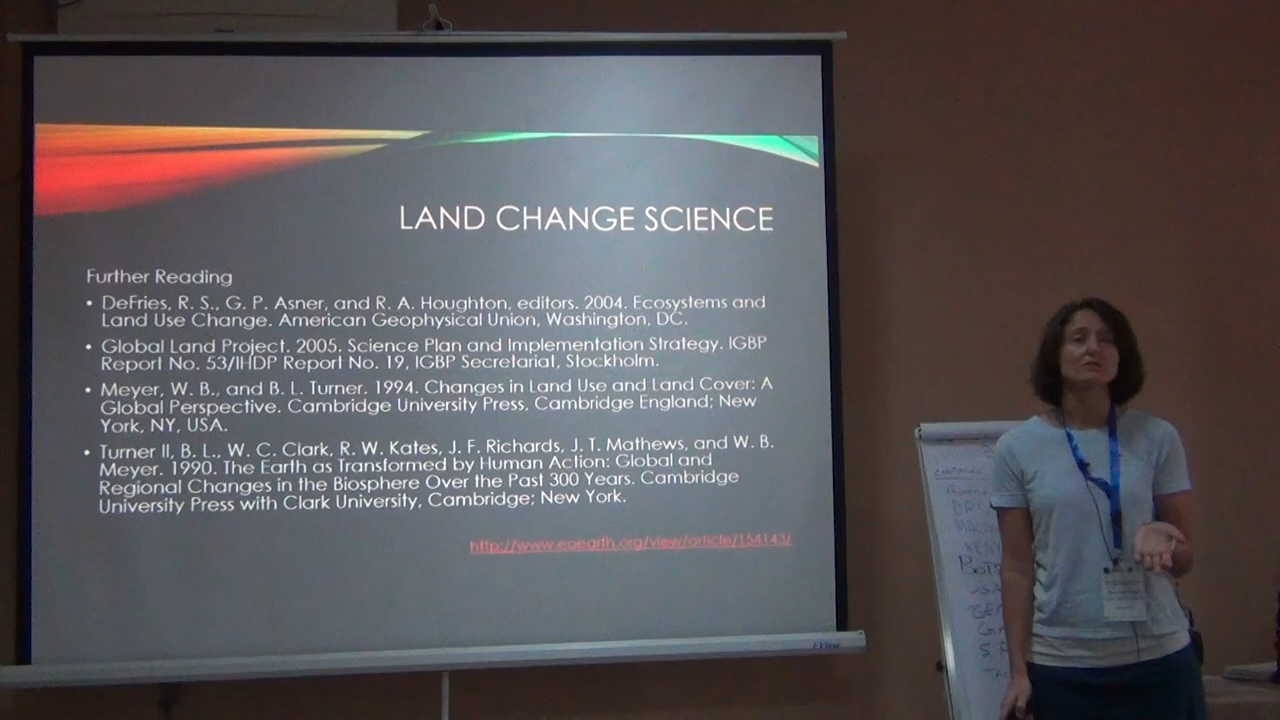 LAND CHANGE SCIENCE
Further Reading
• DeFries, R. S., G. P. Asner, and R. A. Houghton, editors. 2004. Ecosystems and
Land Use Change. American Geophysical Union, Washington, DC.
• Global Land Project. 2005. Science Plan and Implementation Strategy. IGBP
Report No. 53/IHDP Report No. 19, IGBP Secretariat, Stockholm.
• Meyer, W. B., and B. L. Turner. 1994. Changes in Land Use and Land Cover: A
Global Perspective. Cambridge University Press, Cambridge England; New
York, NY, USA.
• Turner II, B. L., W. C. Clark, R. W. Kates, J. F. Richards, J. T. Mathews, and W. B.
Meyer. 1990. The Earth as Transformed by Human Action: Global and
Regional Changes in the Biosphere Over the Past 300 Years. Cambridge
University Press with Clark University, Cambridge; New York.
http://www.eoearth.org/view/article/154143/
DRC
KEN
BOTS